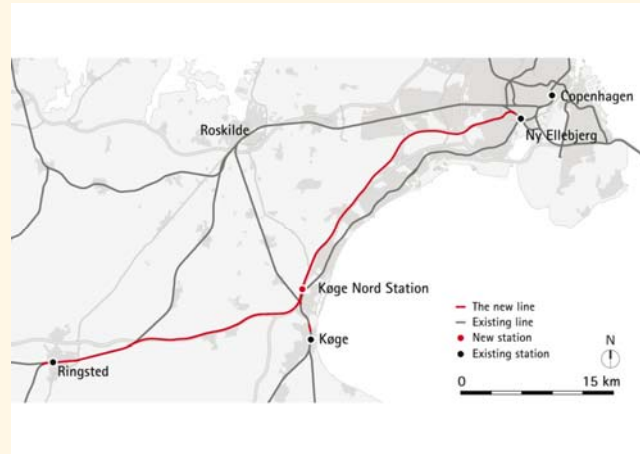 Copenhagen
Ny Ellebjerg
Roskilde
Køge Nord Station
Køge
Ringsted
The new line
Existing line
New station
Existing station
N
0 15 km